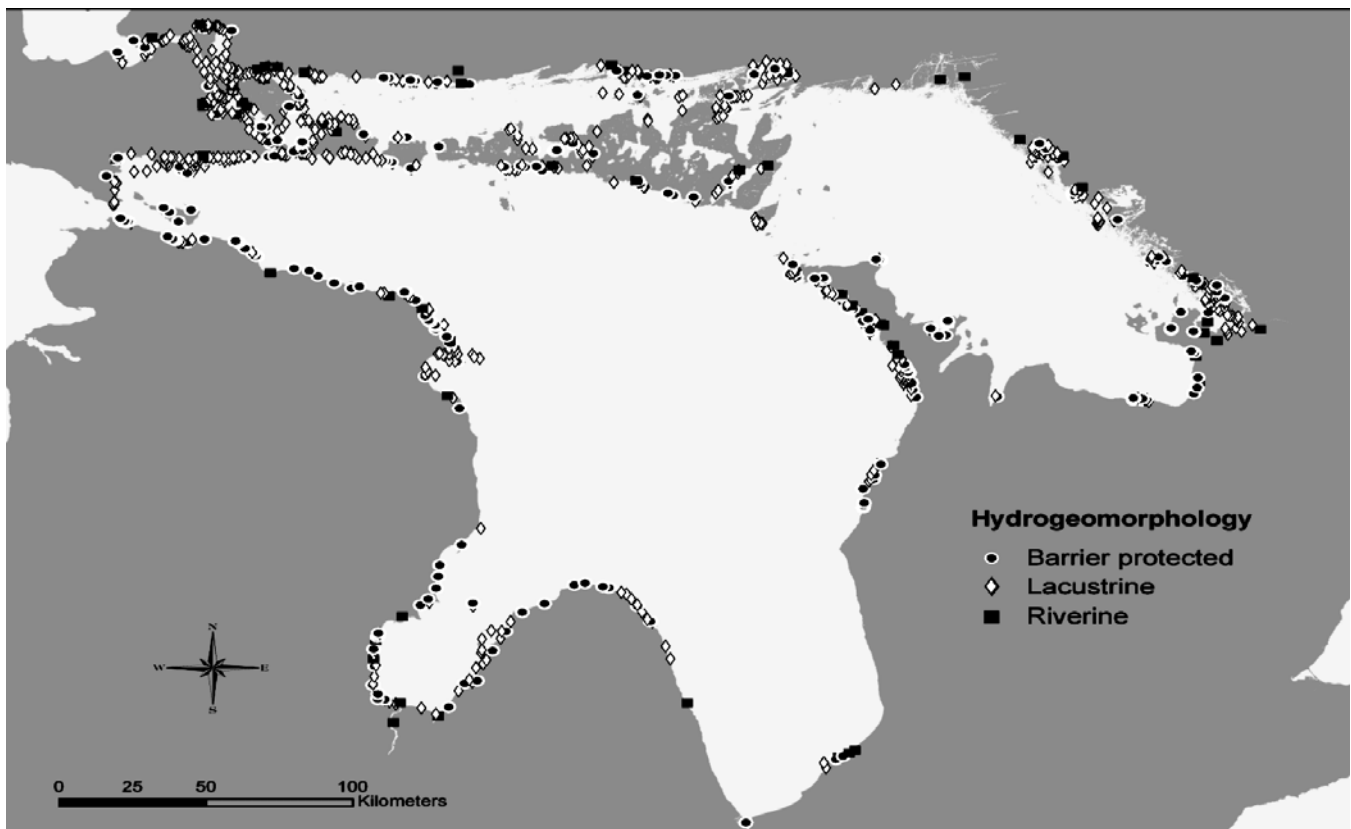 Hydrogeomorphology
Barrier protected
Lacustrine
Riverine
N
W E
S
0 25 50 100
Kilometers